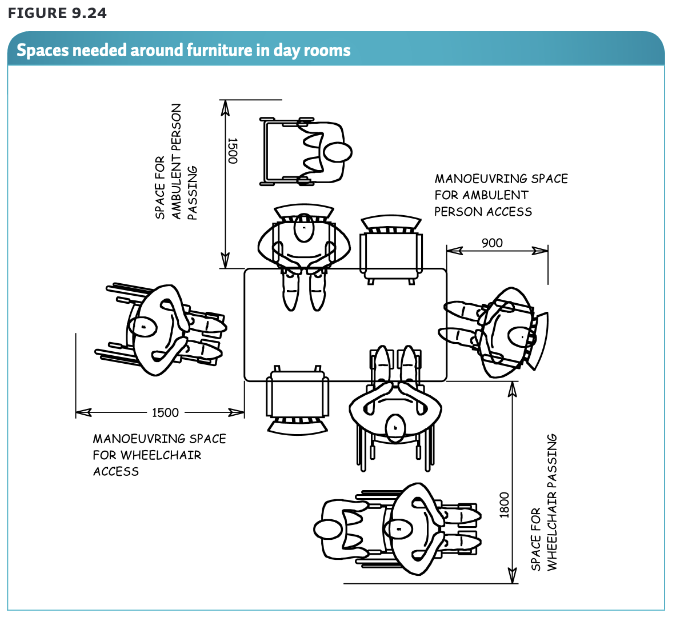 FIGURE 9.24
Spaces needed around furniture in day rooms
SPACE FOR
AMBULENT PERSON
PASSING
1500
MANOEUVRING SPACE
FOR AMBULENT
PERSON ACCESS
900
1500
MANOEUVRING SPACE
FOR WHEELCHAIR
ACCESS
1800
SPACE FOR
WHEELCHAIR PASSING